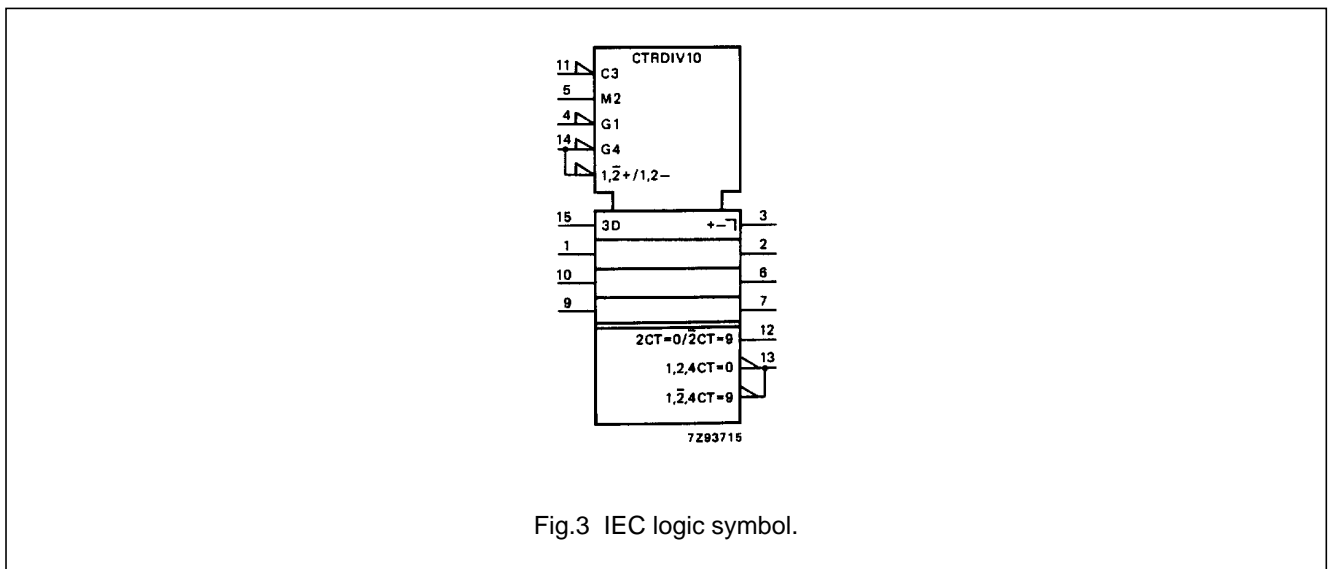 CTRDIV10
11 C3
5 M2
4 G1
14 G4
1,2̄+/1,2−
15 3D +−┐ 3
1 2
10 6
9 7
2CT=0/2̄CT=9 12
1,2,4CT=0 13
1,2̄,4CT=9
7Z93715
Fig.3 IEC logic symbol.